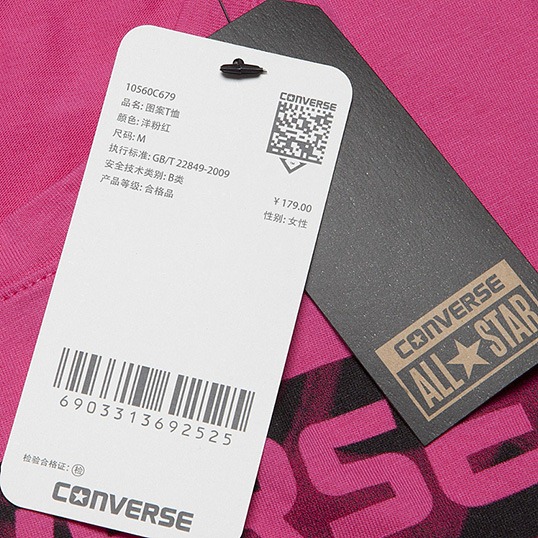 10560C679
品名: 图案T恤
颜色: 洋粉红
尺码: M
执行标准: GB/T 22849-2009
安全技术类别: B类
产品等级: 合格品
CONVERSE
¥179.00
性别: 女性
6903313692525
检验合格证: 检
CONVERSE
CONVERSE
ALL STAR
ERSE